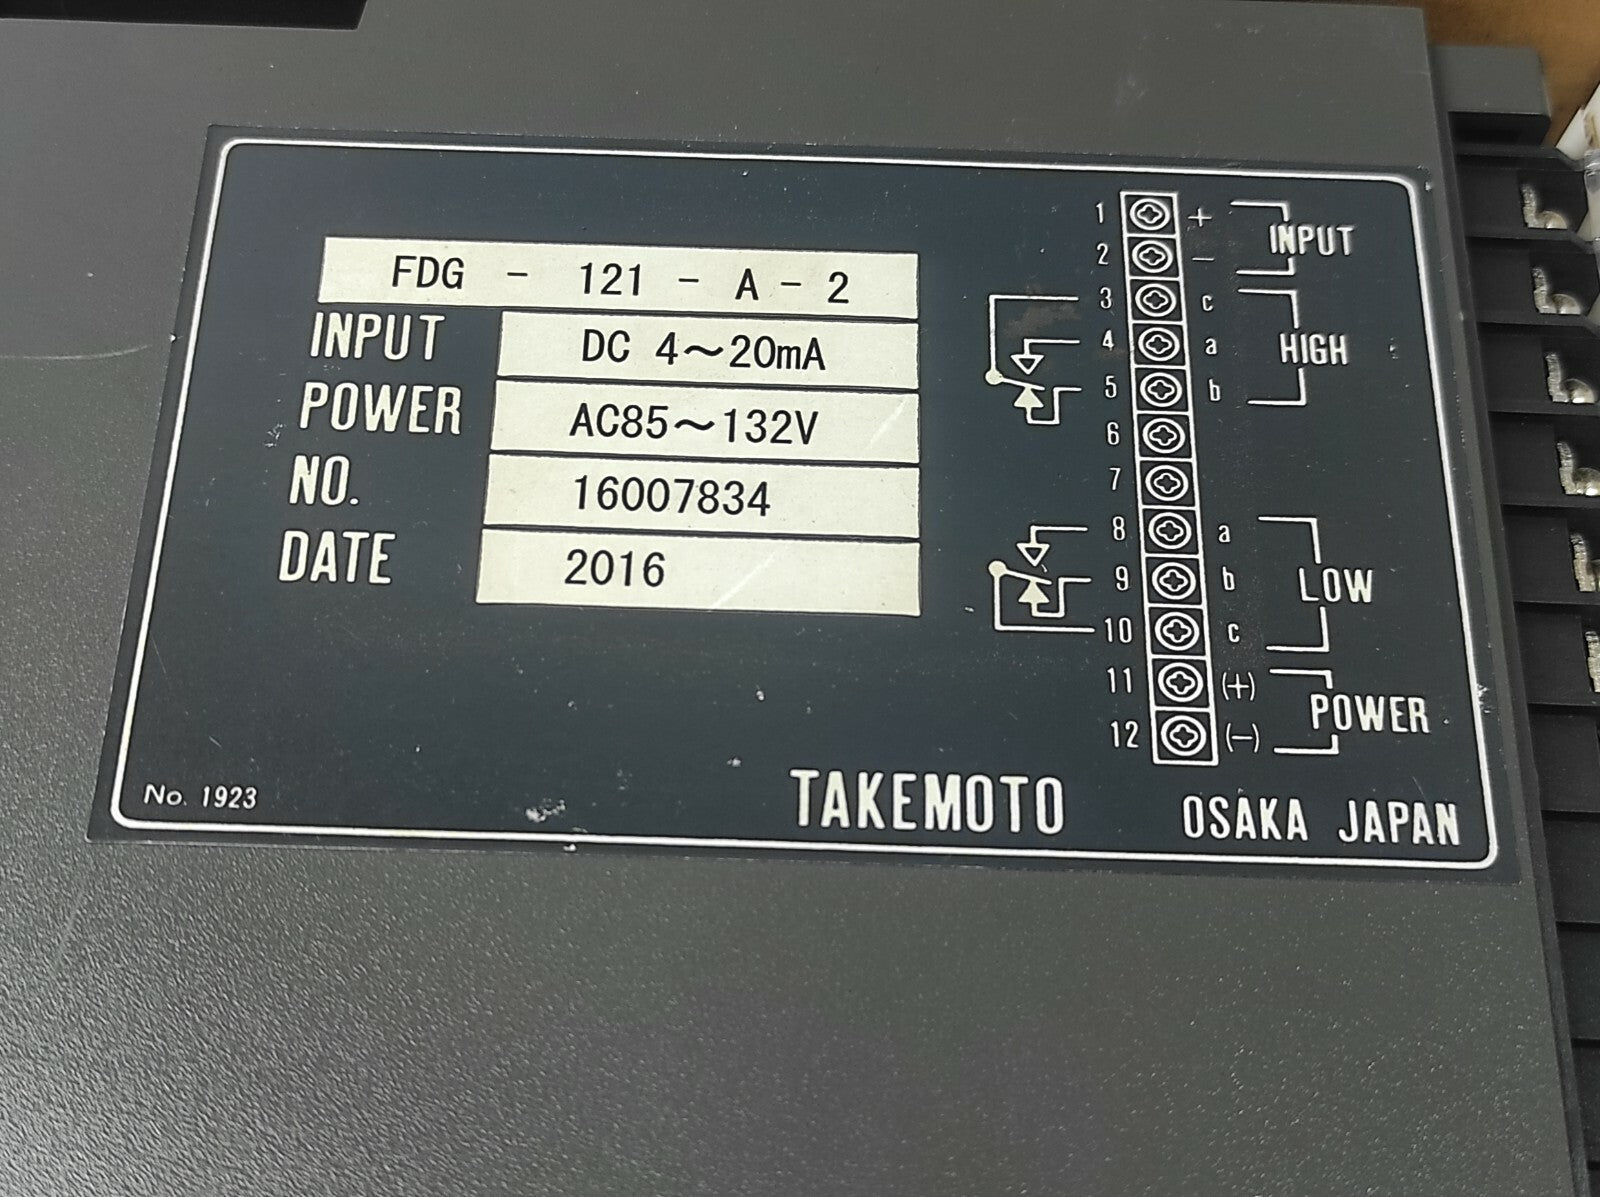 FDG - 121 - A - 2
INPUT DC 4～20mA
POWER AC85～132V
NO. 16007834
DATE 2016
1 + INPUT
2 −
3 c
4 a HIGH
5 b
6
7
8 a
9 b LOW
10 c
11 (+)
12 (−) POWER
No. 1923
TAKEMOTO OSAKA JAPAN